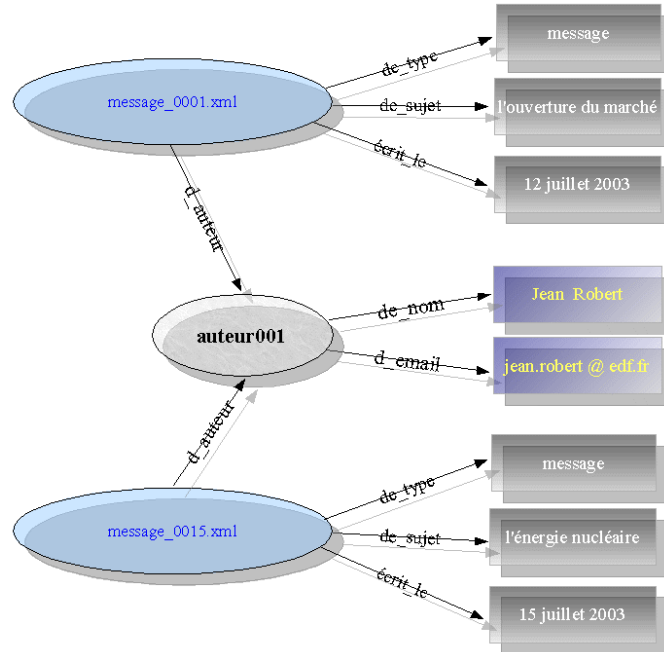 message
de_type
message_0001.xml
de_sujet
l'ouverture du marché
écrit_le
12 juillet 2003
d_auteur
Jean Robert
de_nom
auteur001
d_email
jean.robert @ edf.fr
d_auteur
message
de_type
message_0015.xml
de_sujet
l'énergie nucléaire
écrit_le
15 juillet 2003